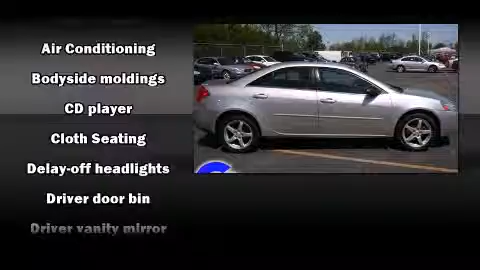 Air Conditioning
Bodyside moldings
CD player
Cloth Seating
Delay-off headlights
Driver door bin
Driver vanity mirror